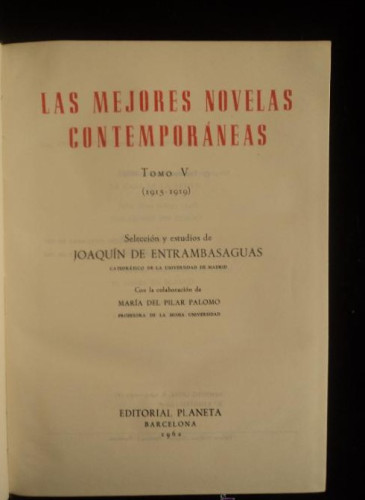 LAS MEJORES NOVELAS
CONTEMPORÁNEAS
TOMO V
(1915-1919)
Selección y estudios de
JOAQUÍN DE ENTRAMBASAGUAS
CATEDRÁTICO DE LA UNIVERSIDAD DE MADRID
Con la colaboración de
MARÍA DEL PILAR PALOMO
PROFESORA DE LA MISMA UNIVERSIDAD
EDITORIAL PLANETA
BARCELONA
1962